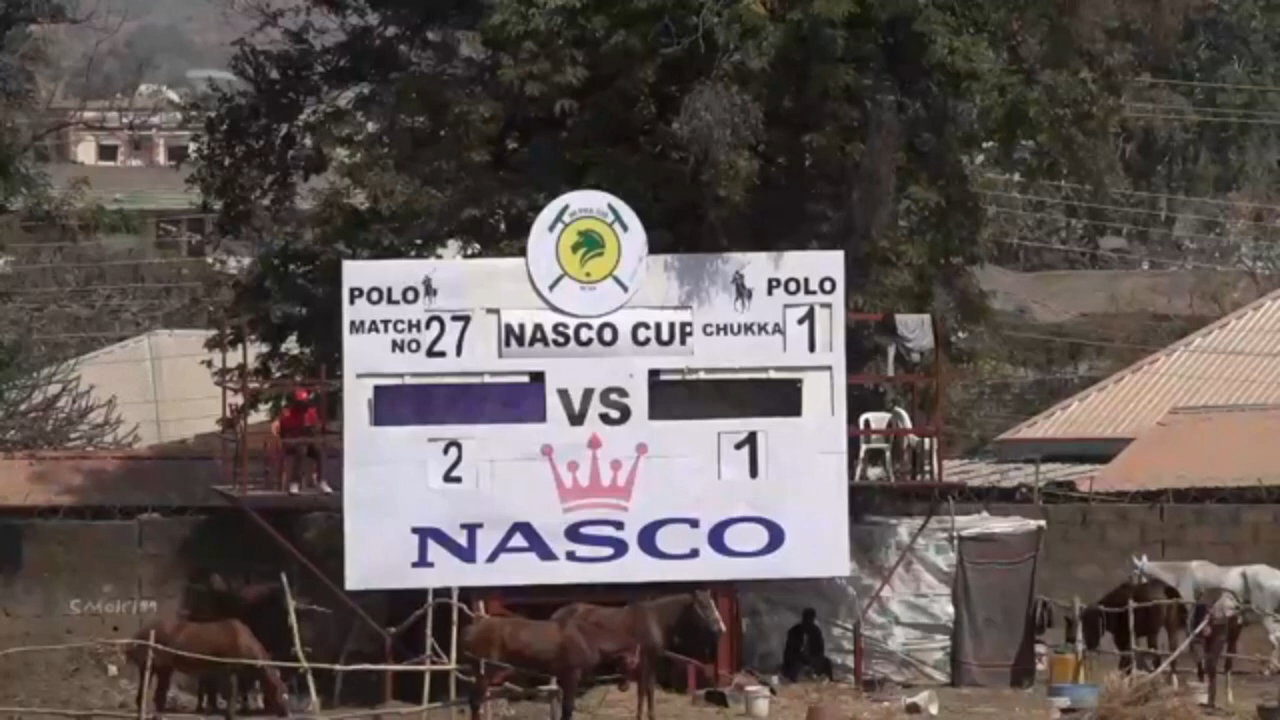 POLO
POLO
MATCH NO 27
NASCO CUP
CHUKKA 1
VS
2
1
NASCO